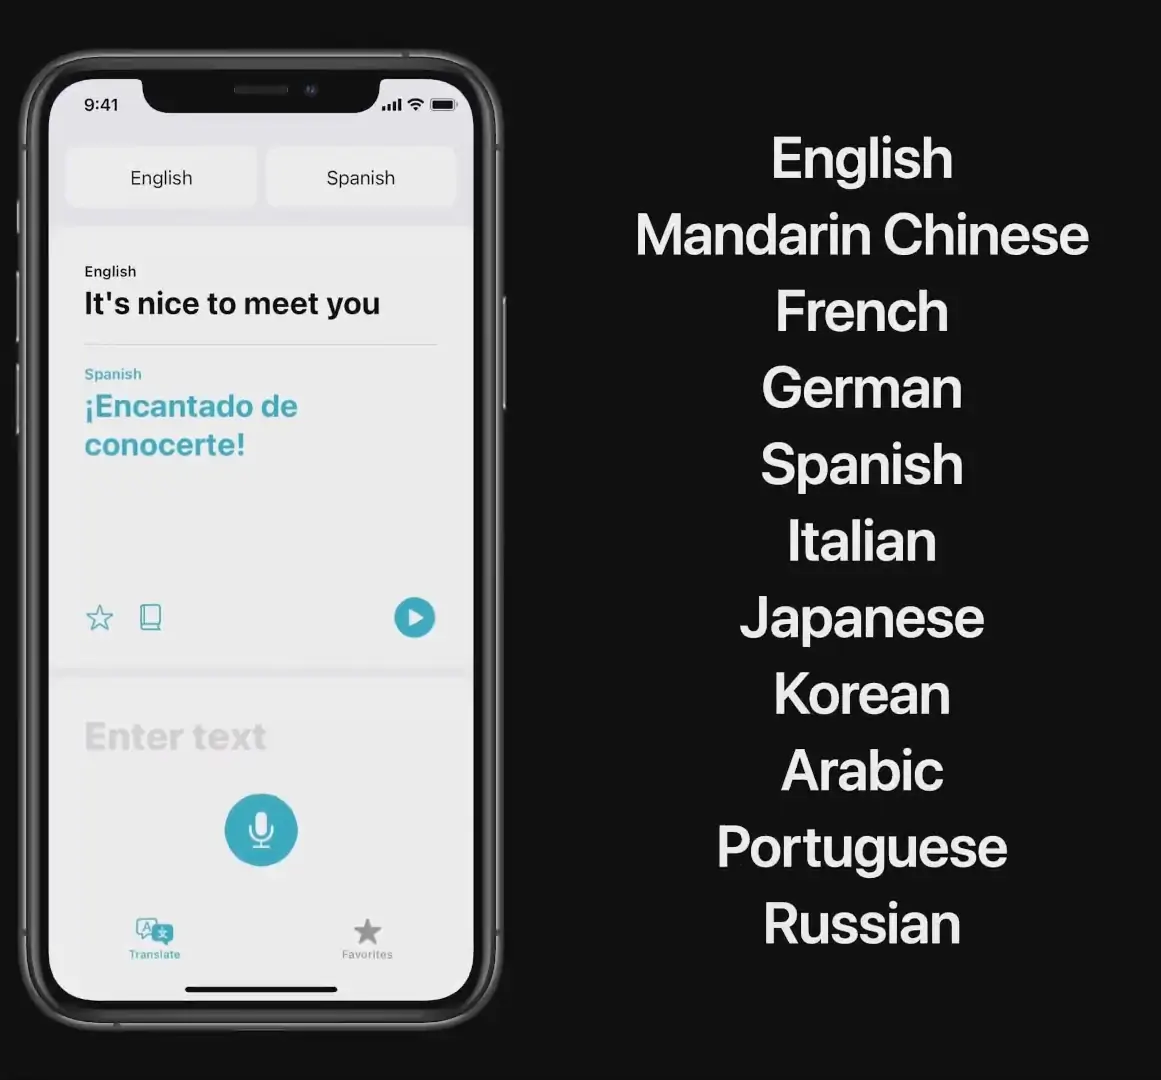 9:41
English
Spanish
English
It's nice to meet you
Spanish
¡Encantado de
conocerte!
Enter text
Translate
Favorites
English
Mandarin Chinese
French
German
Spanish
Italian
Japanese
Korean
Arabic
Portuguese
Russian